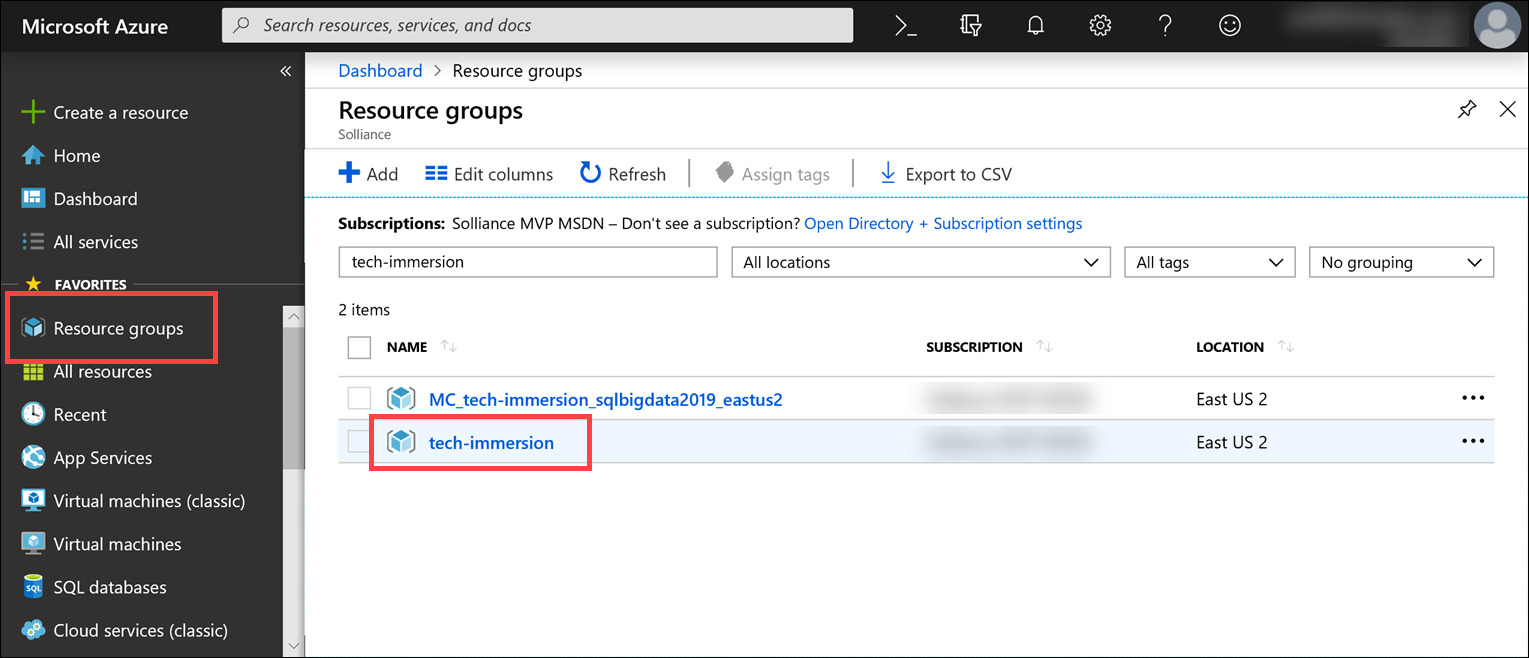 Microsoft Azure
Search resources, services, and docs
Create a resource
Home
Dashboard
All services
FAVORITES
Resource groups
All resources
Recent
App Services
Virtual machines (classic)
Virtual machines
SQL databases
Cloud services (classic)
Dashboard > Resource groups
Resource groups
Solliance
Add Edit columns Refresh Assign tags Export to CSV
Subscriptions: Solliance MVP MSDN – Don't see a subscription? Open Directory + Subscription settings
tech-immersion All locations All tags No grouping
2 items
NAME SUBSCRIPTION LOCATION
MC_tech-immersion_sqlbigdata2019_eastus2 East US 2
tech-immersion East US 2